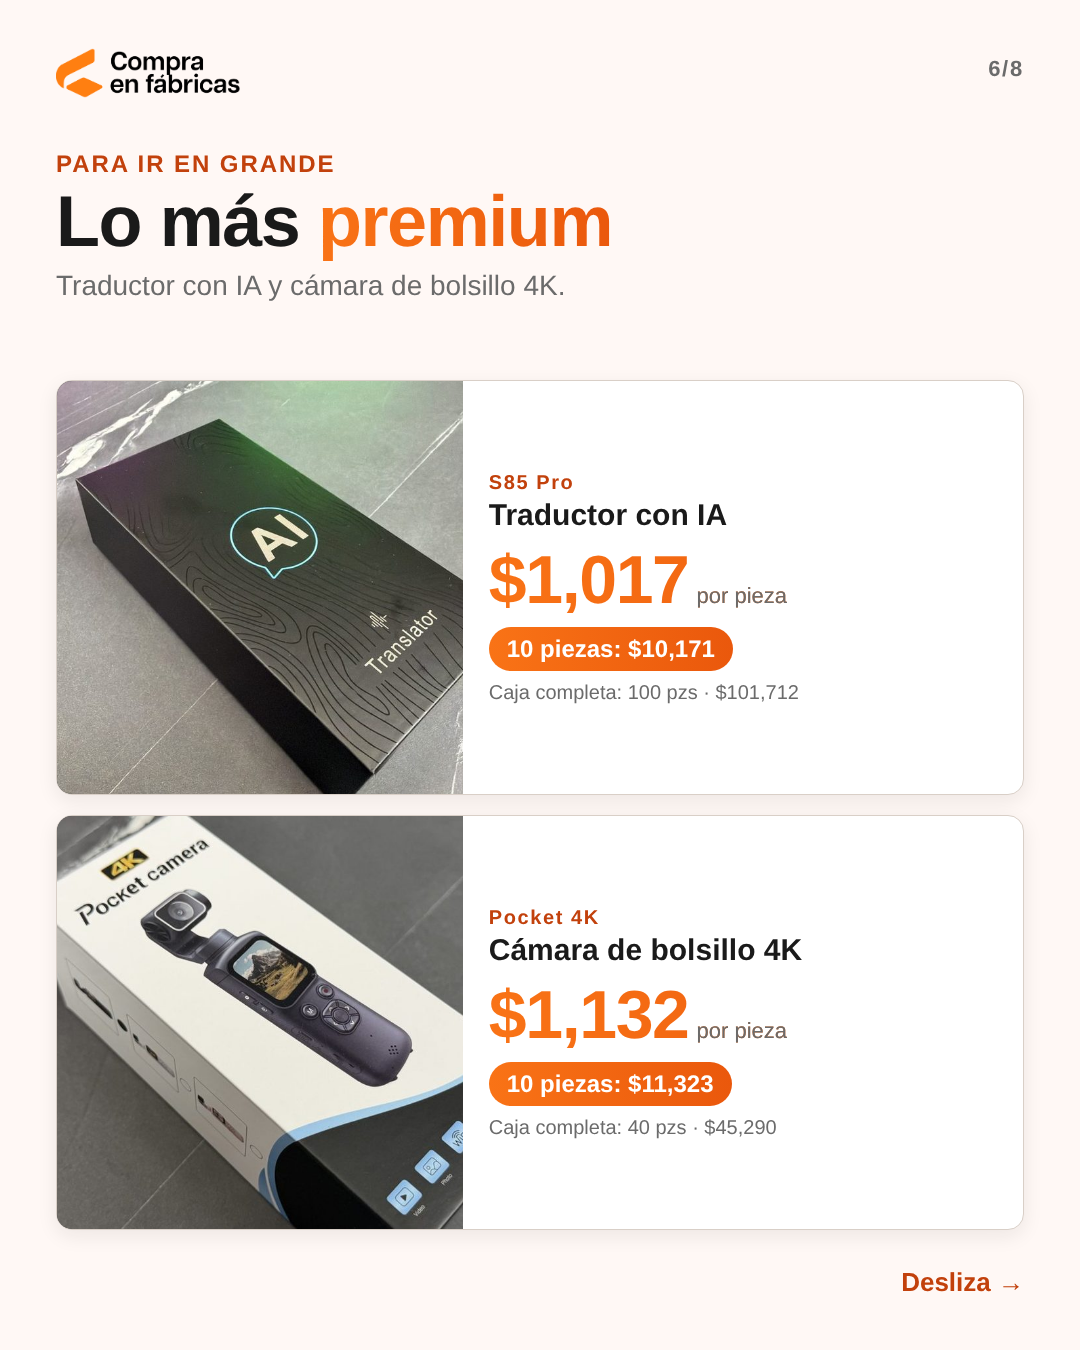 Compra
en fábricas
6/8
PARA IR EN GRANDE
Lo más premium
Traductor con IA y cámara de bolsillo 4K.
AI
Translator
S85 Pro
Traductor con IA
$1,017 por pieza
10 piezas: $10,171
Caja completa: 100 pzs · $101,712
4K
Pocket camera
Video
Photo
Pocket 4K
Cámara de bolsillo 4K
$1,132 por pieza
10 piezas: $11,323
Caja completa: 40 pzs · $45,290
Desliza →